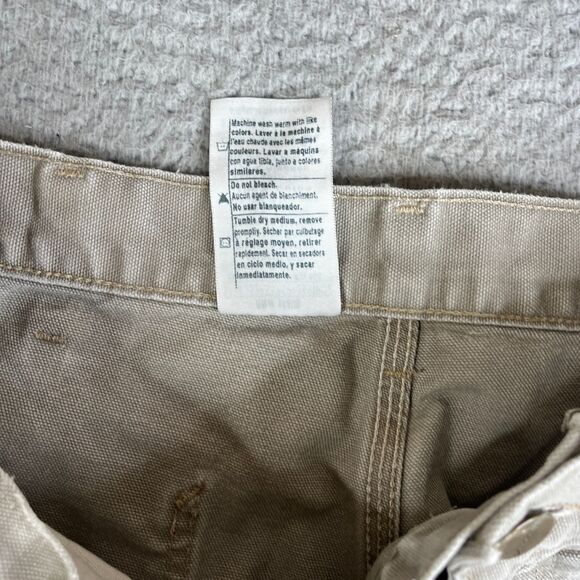 Machine wash warm with like
colors. Laver à la machine à
l'eau chaude avec les mêmes
couleurs. Lavar a maquina
con agua tibia, junto a colores
similares.
Do not bleach.
Aucun agent de blanchiment.
No usar blanqueador.
Tumble dry medium, remove
promptly. Sécher par culbutage
à réglage moyen, retirer
rapidement. Secar en secadora
en ciclo medio, y sacar
inmediatamente.